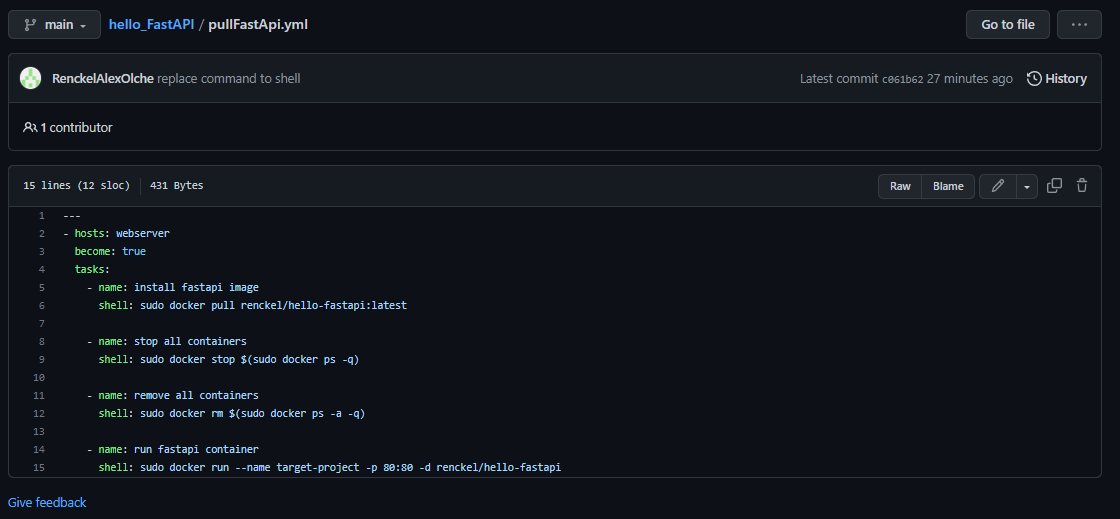 main
hello_FastAPI / pullFastApi.yml
Go to file
...
RenckelAlexOlche replace command to shell
Latest commit c061b62 27 minutes ago
History
1 contributor
15 lines (12 sloc) 431 Bytes
Raw
Blame
1 ---
2 - hosts: webserver
3 become: true
4 tasks:
5 - name: install fastapi image
6 shell: sudo docker pull renckel/hello-fastapi:latest
7
8 - name: stop all containers
9 shell: sudo docker stop $(sudo docker ps -q)
10
11 - name: remove all containers
12 shell: sudo docker rm $(sudo docker ps -a -q)
13
14 - name: run fastapi container
15 shell: sudo docker run --name target-project -p 80:80 -d renckel/hello-fastapi
Give feedback